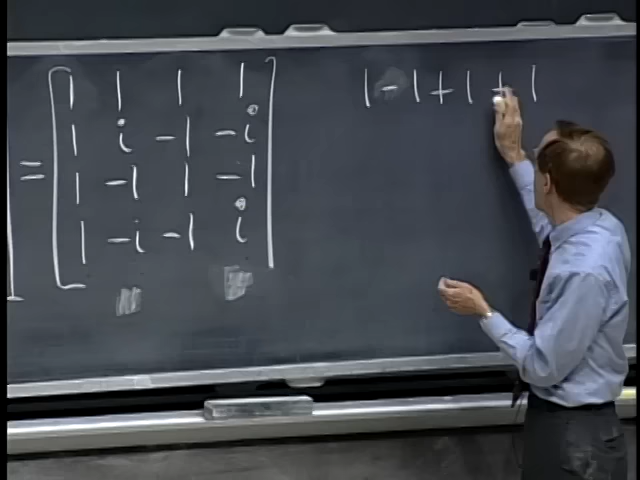 = [ 1 1 1 1
1 i -1 -i
1 -1 1 -1
1 -i -1 i ]
1 - 1 + 1 + 1